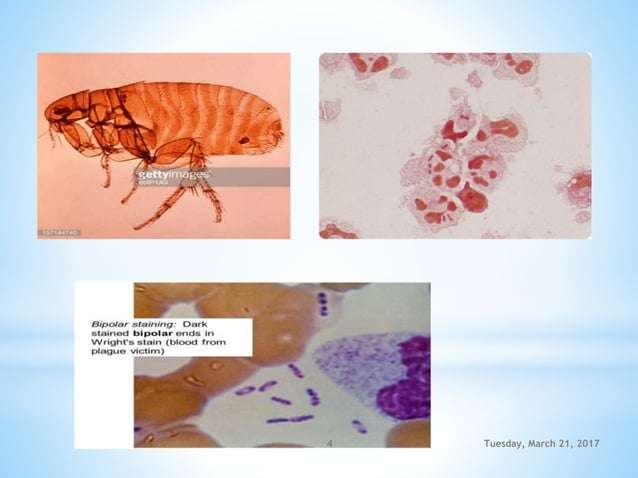 gettyimages
137144740
Bipolar staining: Dark
stained bipolar ends in
Wright's stain (blood from
plague victim)
4
Tuesday, March 21, 2017